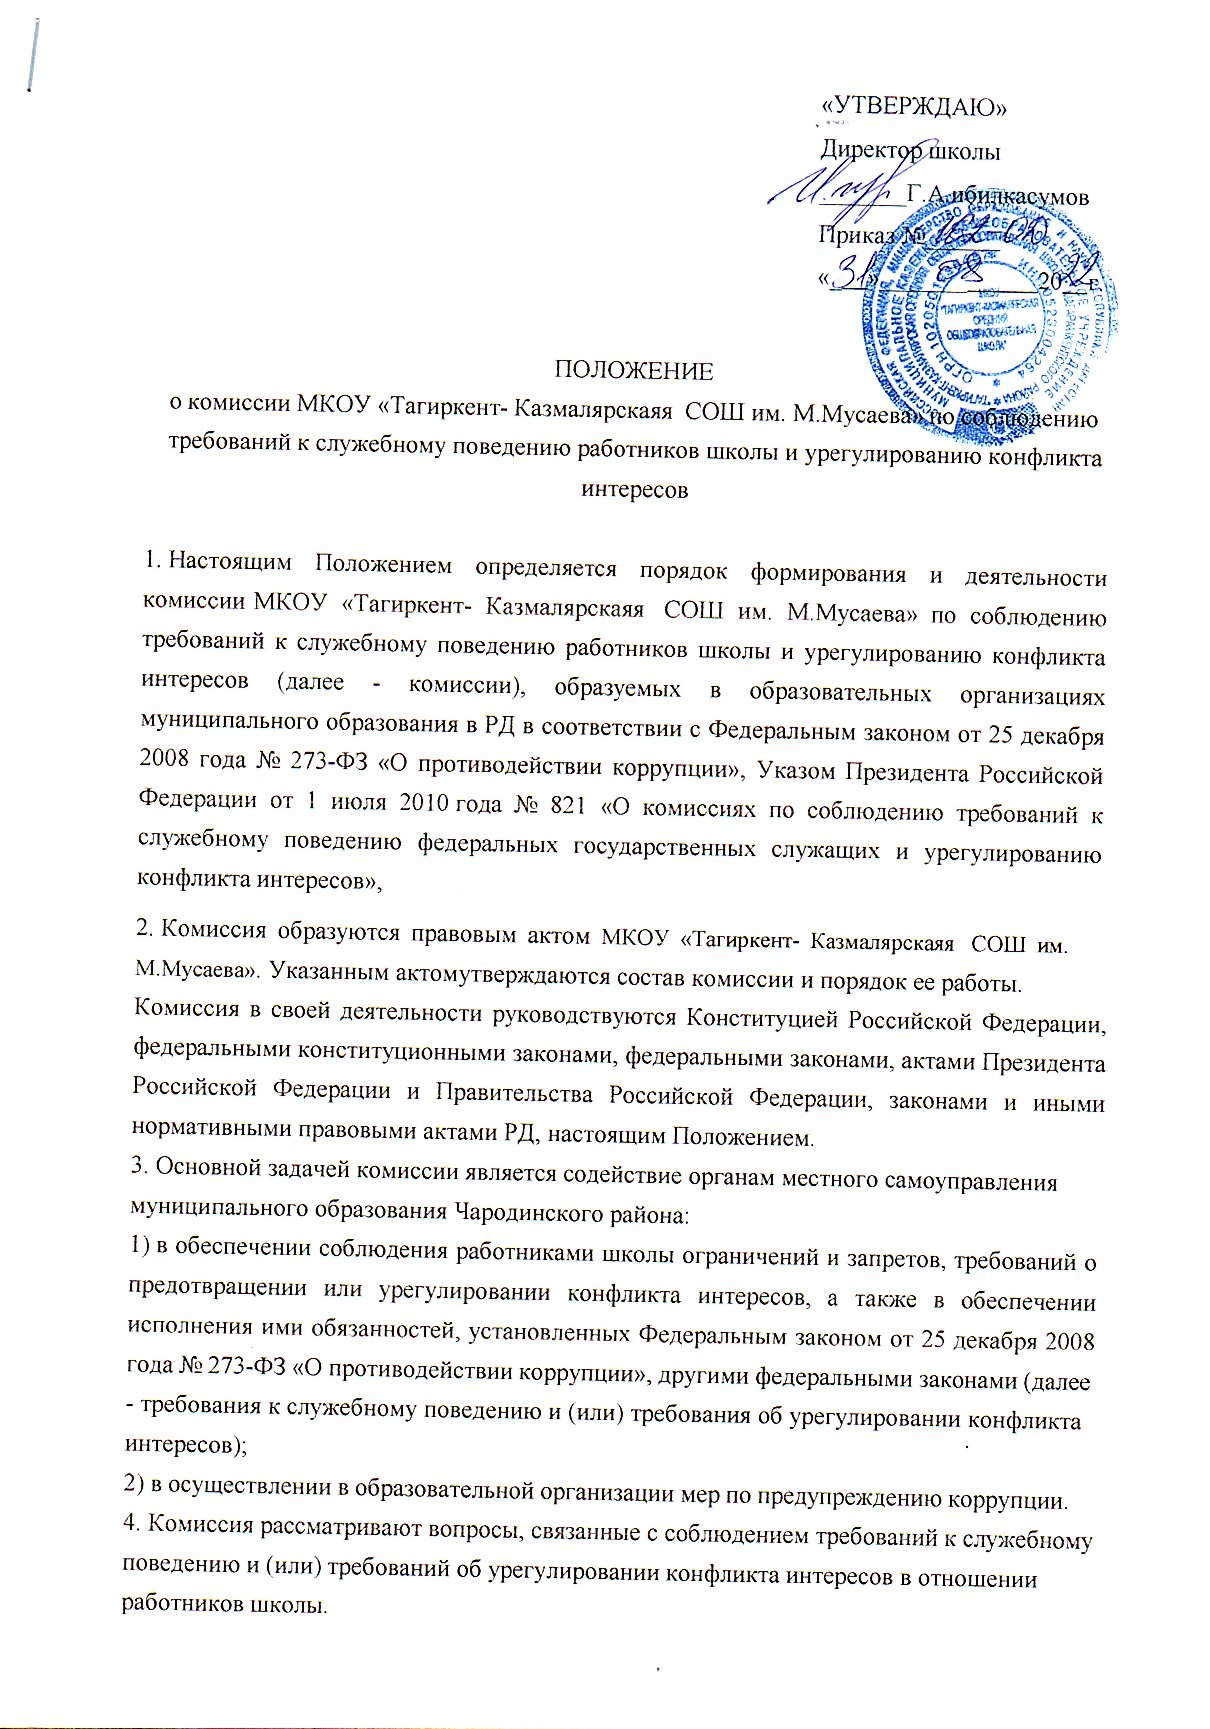 «УТВЕРЖДАЮ»
Директор школы
Г.А.ибилкасумов
Приказ №
«31» 08 2022 г
ПОЛОЖЕНИЕ
о комиссии МКОУ «Тагиркент- Казмалярскаяя СОШ им. М.Мусаева» по соблюдению
требований к служебному поведению работников школы и урегулированию конфликта
интересов
1. Настоящим Положением определяется порядок формирования и деятельности
комиссии МКОУ «Тагиркент- Казмалярскаяя СОШ им. М.Мусаева» по соблюдению
требований к служебному поведению работников школы и урегулированию конфликта
интересов (далее - комиссии), образуемых в образовательных организациях
муниципального образования в РД в соответствии с Федеральным законом от 25 декабря
2008 года № 273-ФЗ «О противодействии коррупции», Указом Президента Российской
Федерации от 1 июля 2010 года № 821 «О комиссиях по соблюдению требований к
служебному поведению федеральных государственных служащих и урегулированию
конфликта интересов»,
2. Комиссия образуются правовым актом МКОУ «Тагиркент- Казмалярскаяя СОШ им.
М.Мусаева». Указанным актомутверждаются состав комиссии и порядок ее работы.
Комиссия в своей деятельности руководствуются Конституцией Российской Федерации,
федеральными конституционными законами, федеральными законами, актами Президента
Российской Федерации и Правительства Российской Федерации, законами и иными
нормативными правовыми актами РД, настоящим Положением.
3. Основной задачей комиссии является содействие органам местного самоуправления
муниципального образования Чародинского района:
1) в обеспечении соблюдения работниками школы ограничений и запретов, требований о
предотвращении или урегулировании конфликта интересов, а также в обеспечении
исполнения ими обязанностей, установленных Федеральным законом от 25 декабря 2008
года № 273-ФЗ «О противодействии коррупции», другими федеральными законами (далее
- требования к служебному поведению и (или) требования об урегулировании конфликта
интересов);
2) в осуществлении в образовательной организации мер по предупреждению коррупции.
4. Комиссия рассматривают вопросы, связанные с соблюдением требований к служебному
поведению и (или) требований об урегулировании конфликта интересов в отношении
работников школы.